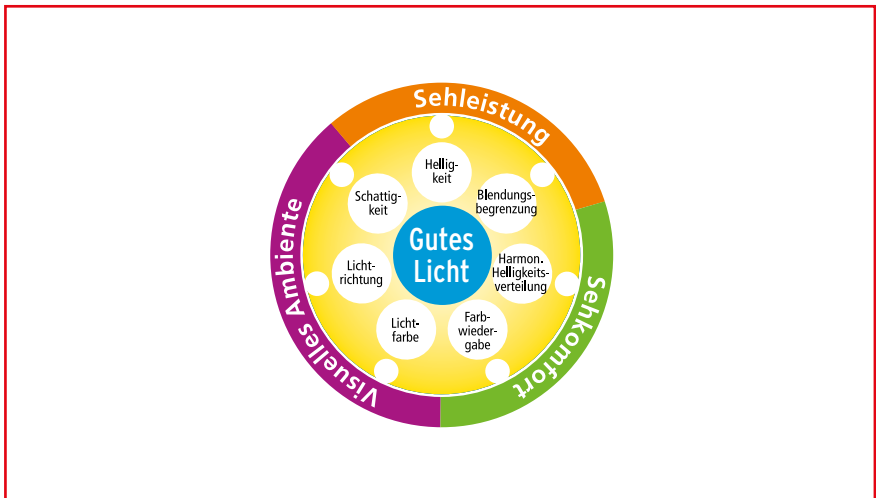 Sehleistung
Sehkomfort
Visuelles Ambiente
Gutes
Licht
Hellig-
keit
Blendungs-
begrenzung
Harmon.
Helligkeits-
verteilung
Farb-
wieder-
gabe
Licht-
farbe
Licht-
richtung
Schattig-
keit